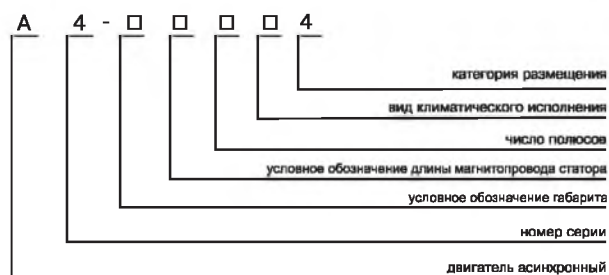 А 4 - □ □ □ □ 4
категория размещения
вид климатического исполнения
число полюсов
условное обозначение длины магнитопровода статора
условное обозначение габарита
номер серии
двигатель асинхронный